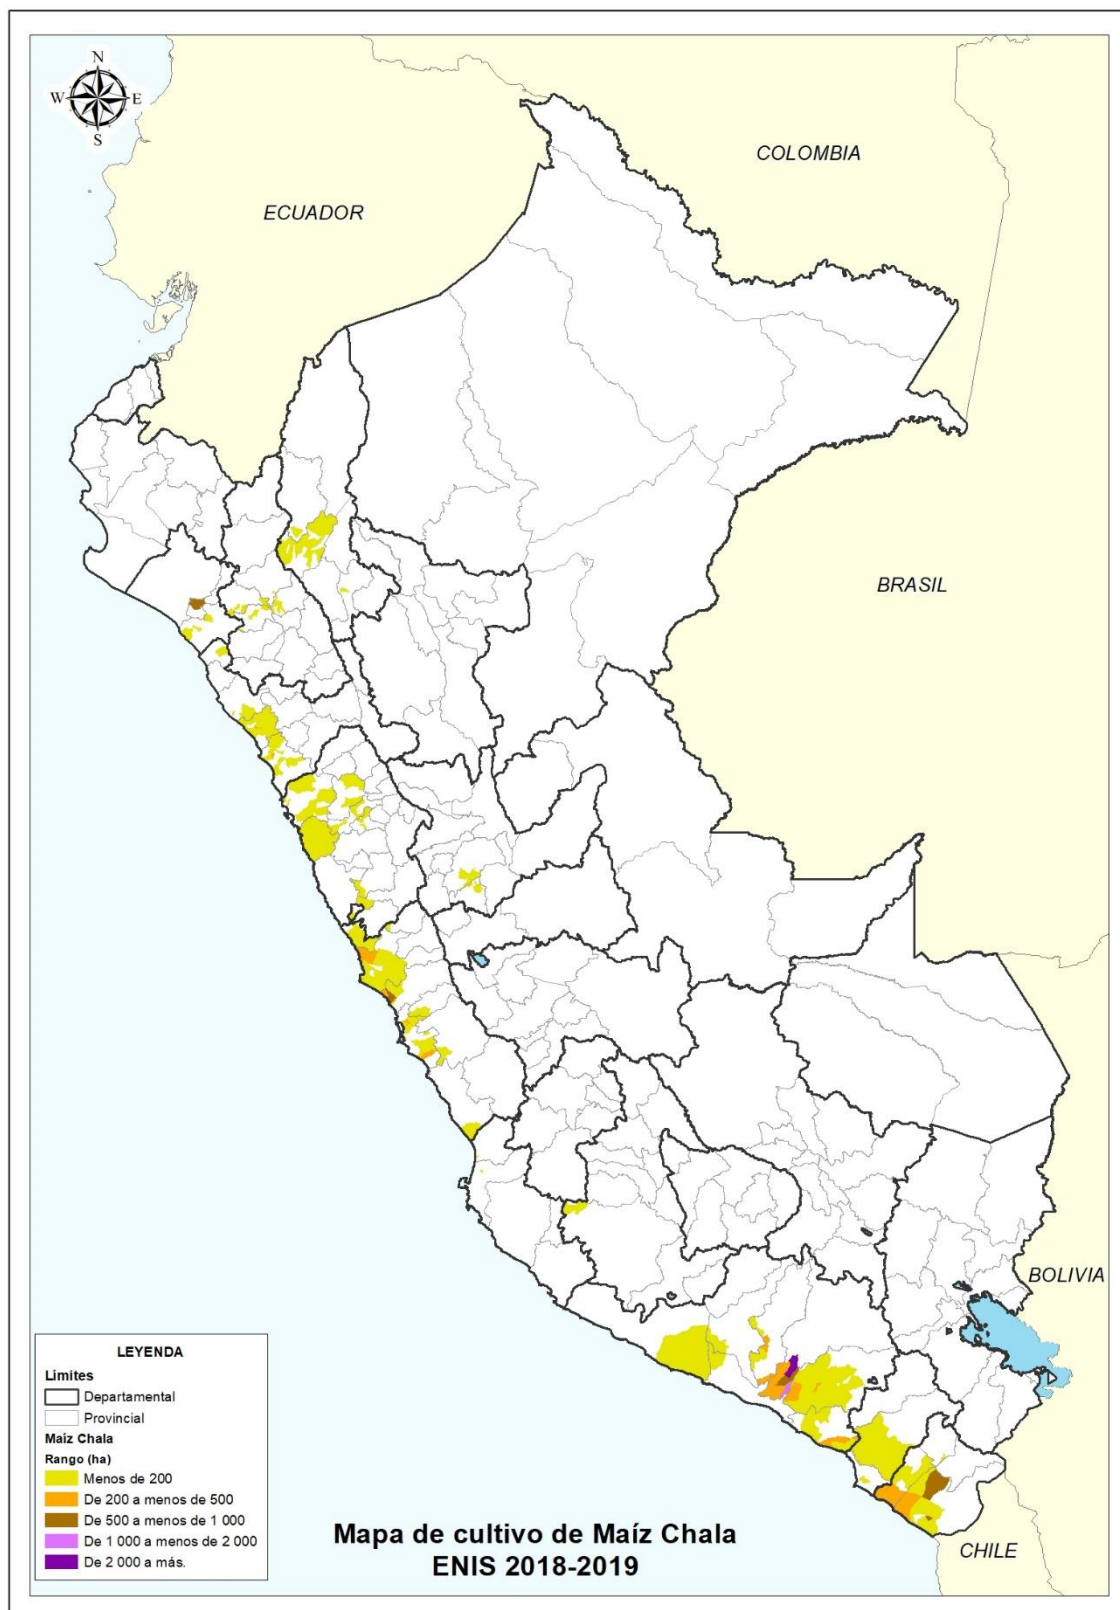 N
W
E
S
COLOMBIA
ECUADOR
BRASIL
BOLIVIA
CHILE
LEYENDA
Límites
Departamental
Provincial
Maíz Chala
Rango (ha)
Menos de 200
De 200 a menos de 500
De 500 a menos de 1 000
De 1 000 a menos de 2 000
De 2 000 a más.
Mapa de cultivo de Maíz Chala
ENIS 2018-2019